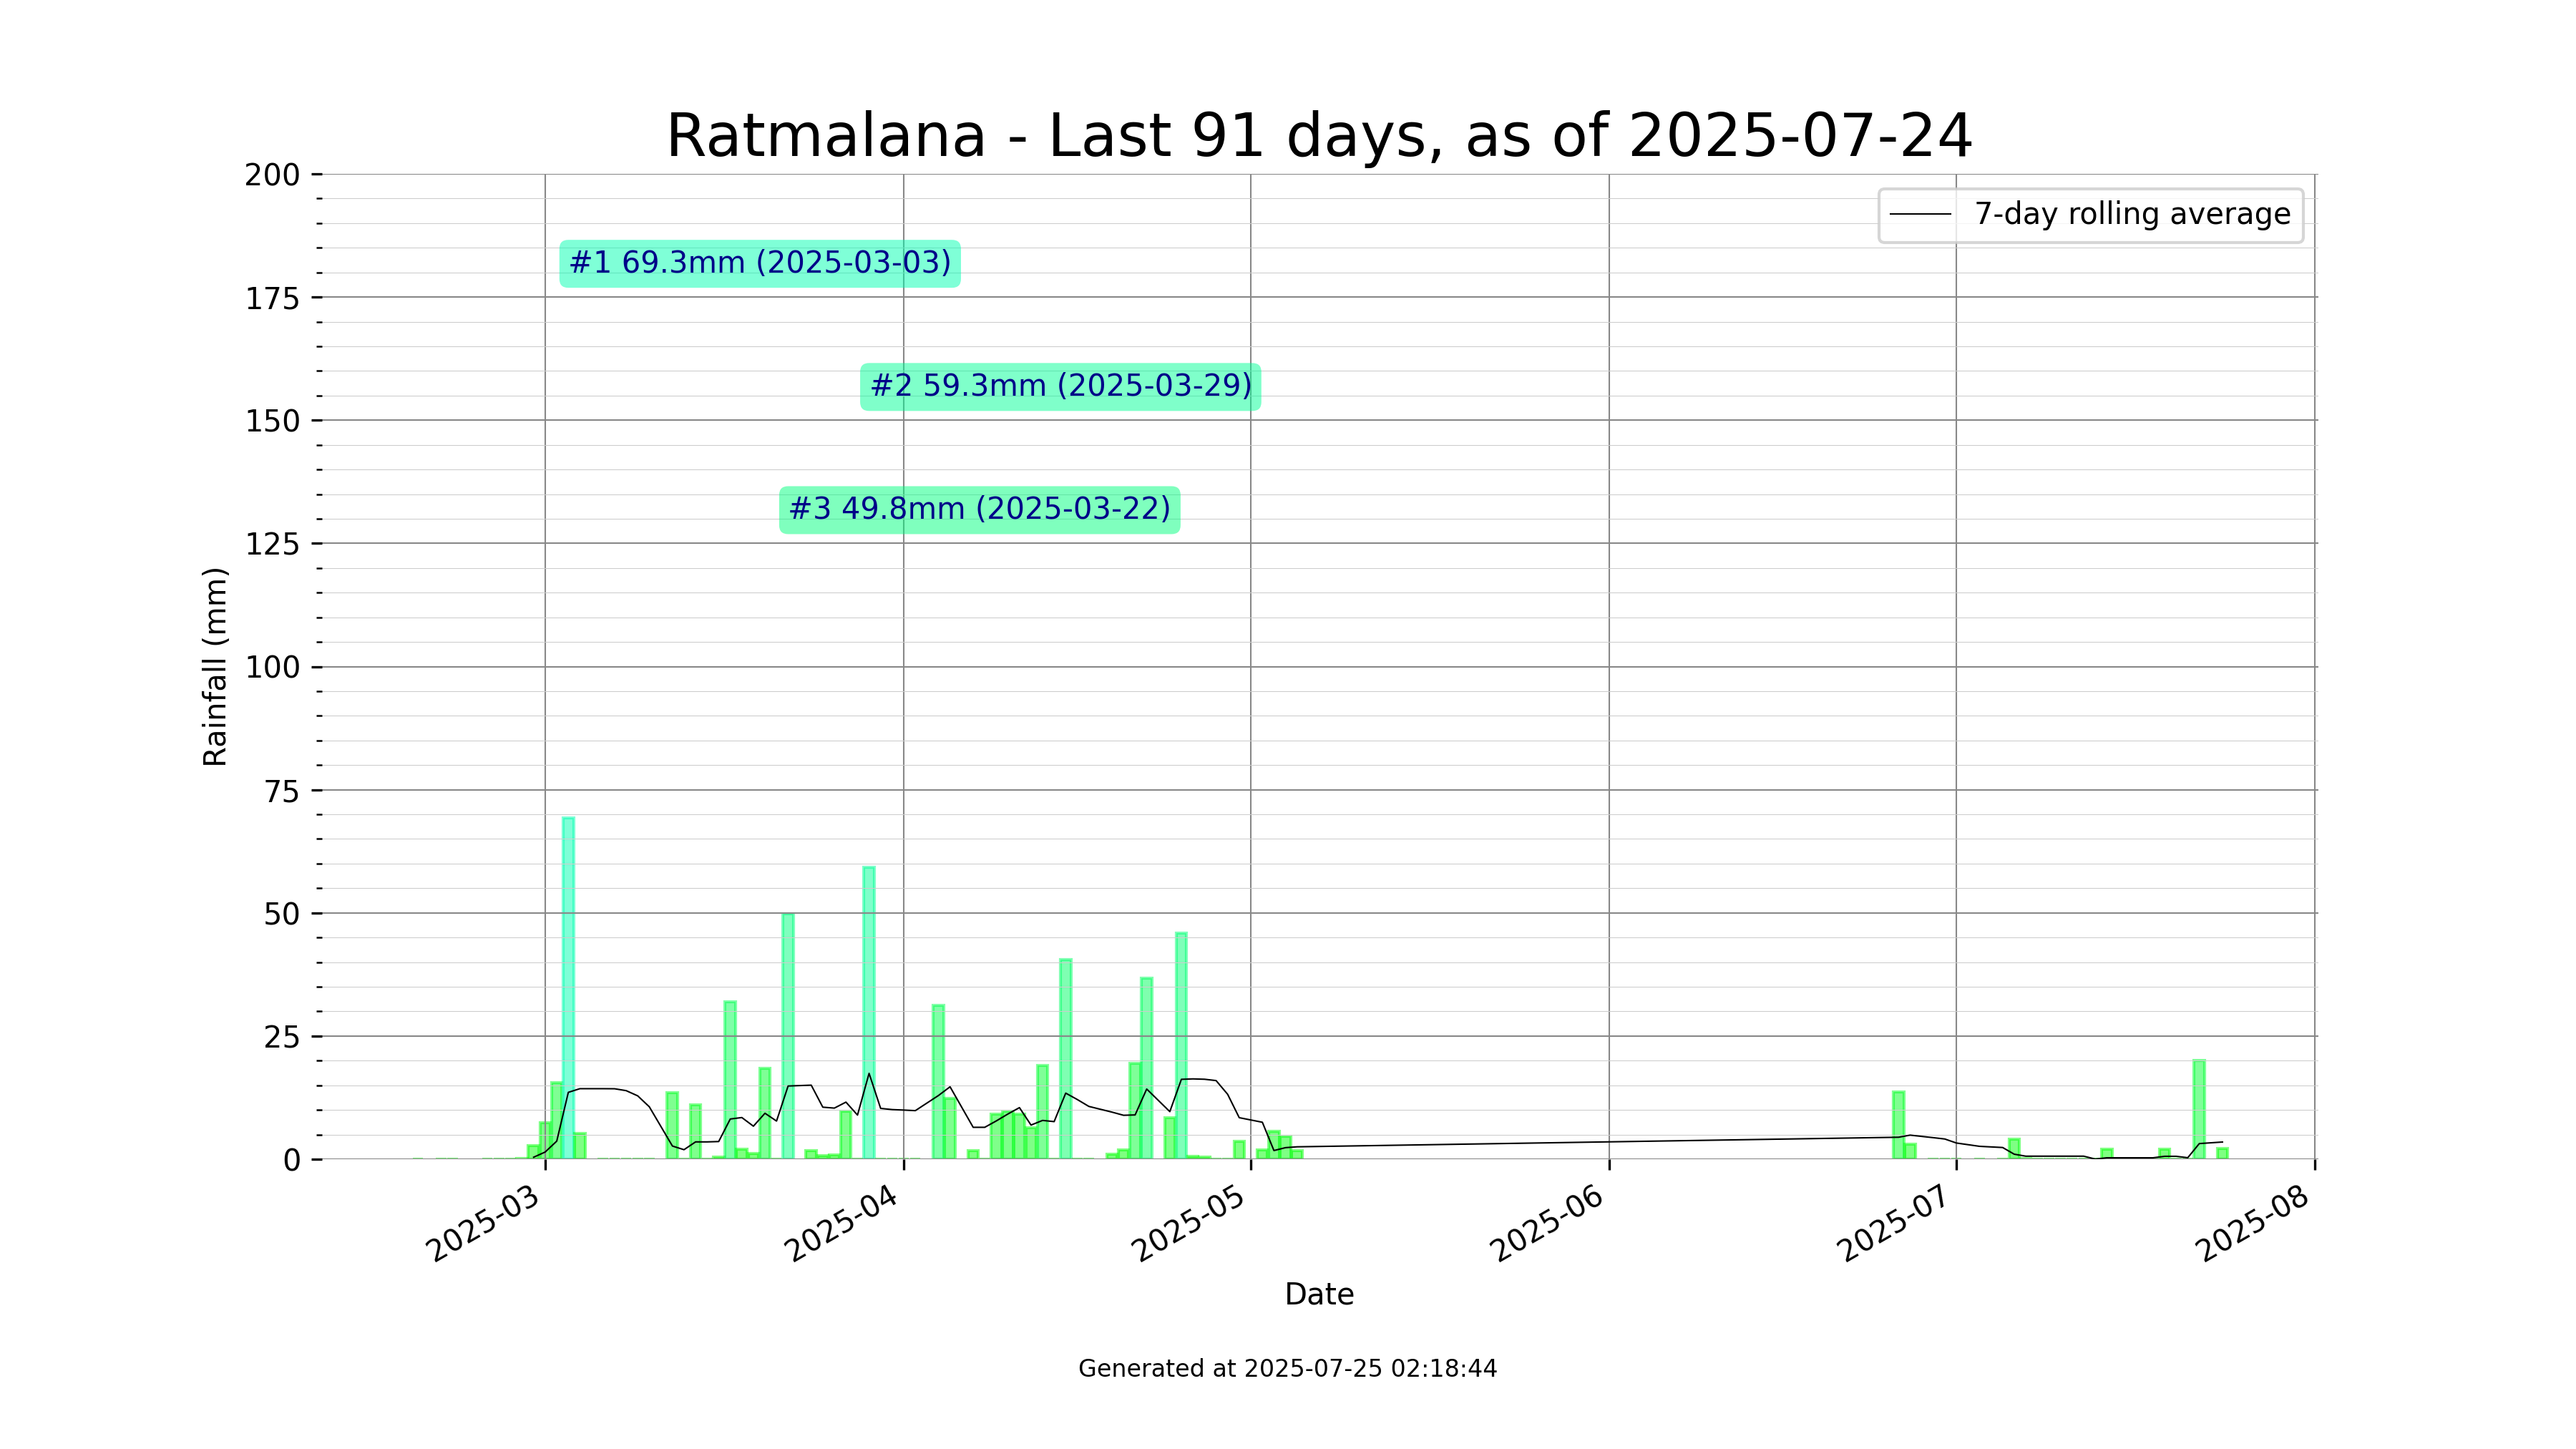 Ratmalana - Last 91 days, as of 2025-07-24
7-day rolling average
#1 69.3mm (2025-03-03)
#2 59.3mm (2025-03-29)
#3 49.8mm (2025-03-22)
Rainfall (mm)
200
175
150
125
100
75
50
25
0
2025-03
2025-04
2025-05
2025-06
2025-07
2025-08
Date
Generated at 2025-07-25 02:18:44